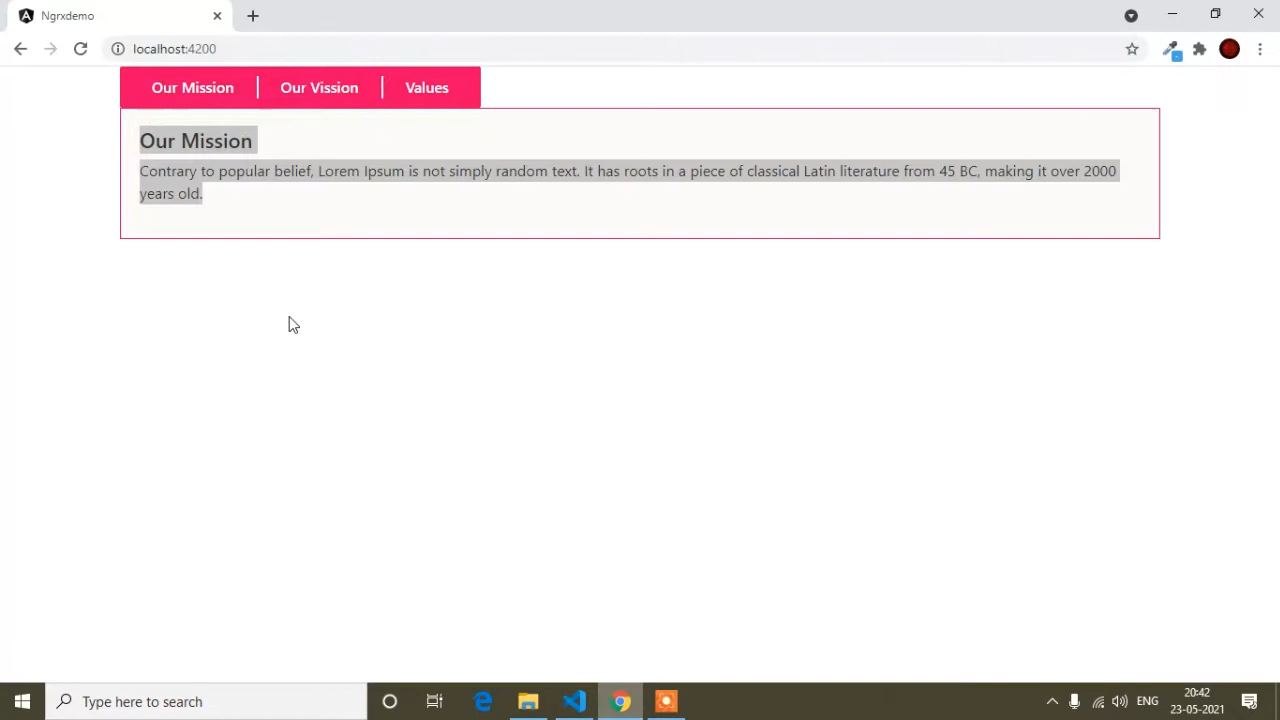 Ngrxdemo
localhost:4200
Our Mission Our Vission Values
Our Mission
Contrary to popular belief, Lorem Ipsum is not simply random text. It has roots in a piece of classical Latin literature from 45 BC, making it over 2000
years old.
Type here to search
ENG
20:42
23-05-2021